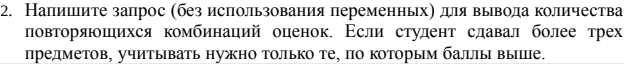 2. Напишите запрос (без использования переменных) для вывода количества
повторяющихся комбинаций оценок. Если студент сдавал более трех
предметов, учитывать нужно только те, по которым баллы выше.